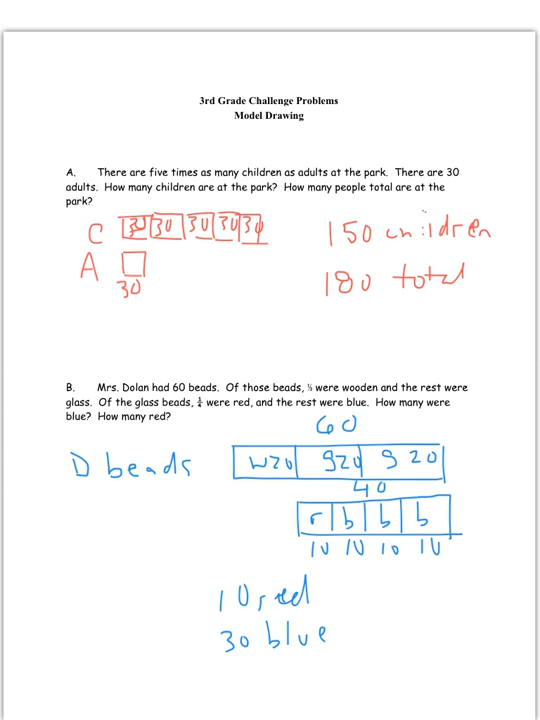 3rd Grade Challenge Problems
Model Drawing
A. There are five times as many children as adults at the park. There are 30
adults. How many children are at the park? How many people total are at the
park?
C 30 30 30 30 30 150 children
A 180 total
30
B. Mrs. Dolan had 60 beads. Of those beads, ⅓ were wooden and the rest were
glass. Of the glass beads, ¼ were red, and the rest were blue. How many were
blue? How many red?
60
D beads w20 g20 g 20
40
r b b b
10 10 10 10
10 red
30 blue